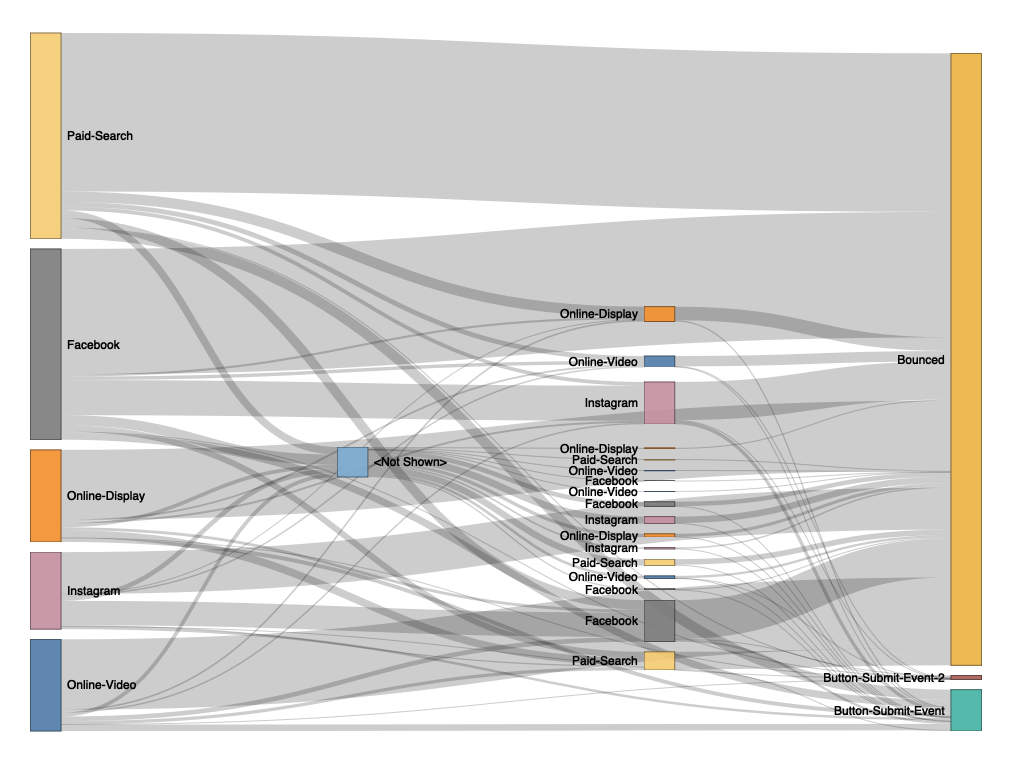 Paid-Search
Facebook
Online-Display
Instagram
Online-Video
<Not Shown>
Online-Display
Online-Video
Instagram
Online-Display
Paid-Search
Online-Video
Facebook
Online-Video
Facebook
Instagram
Online-Display
Instagram
Paid-Search
Online-Video
Facebook
Facebook
Paid-Search
Bounced
Button-Submit-Event-2
Button-Submit-Event